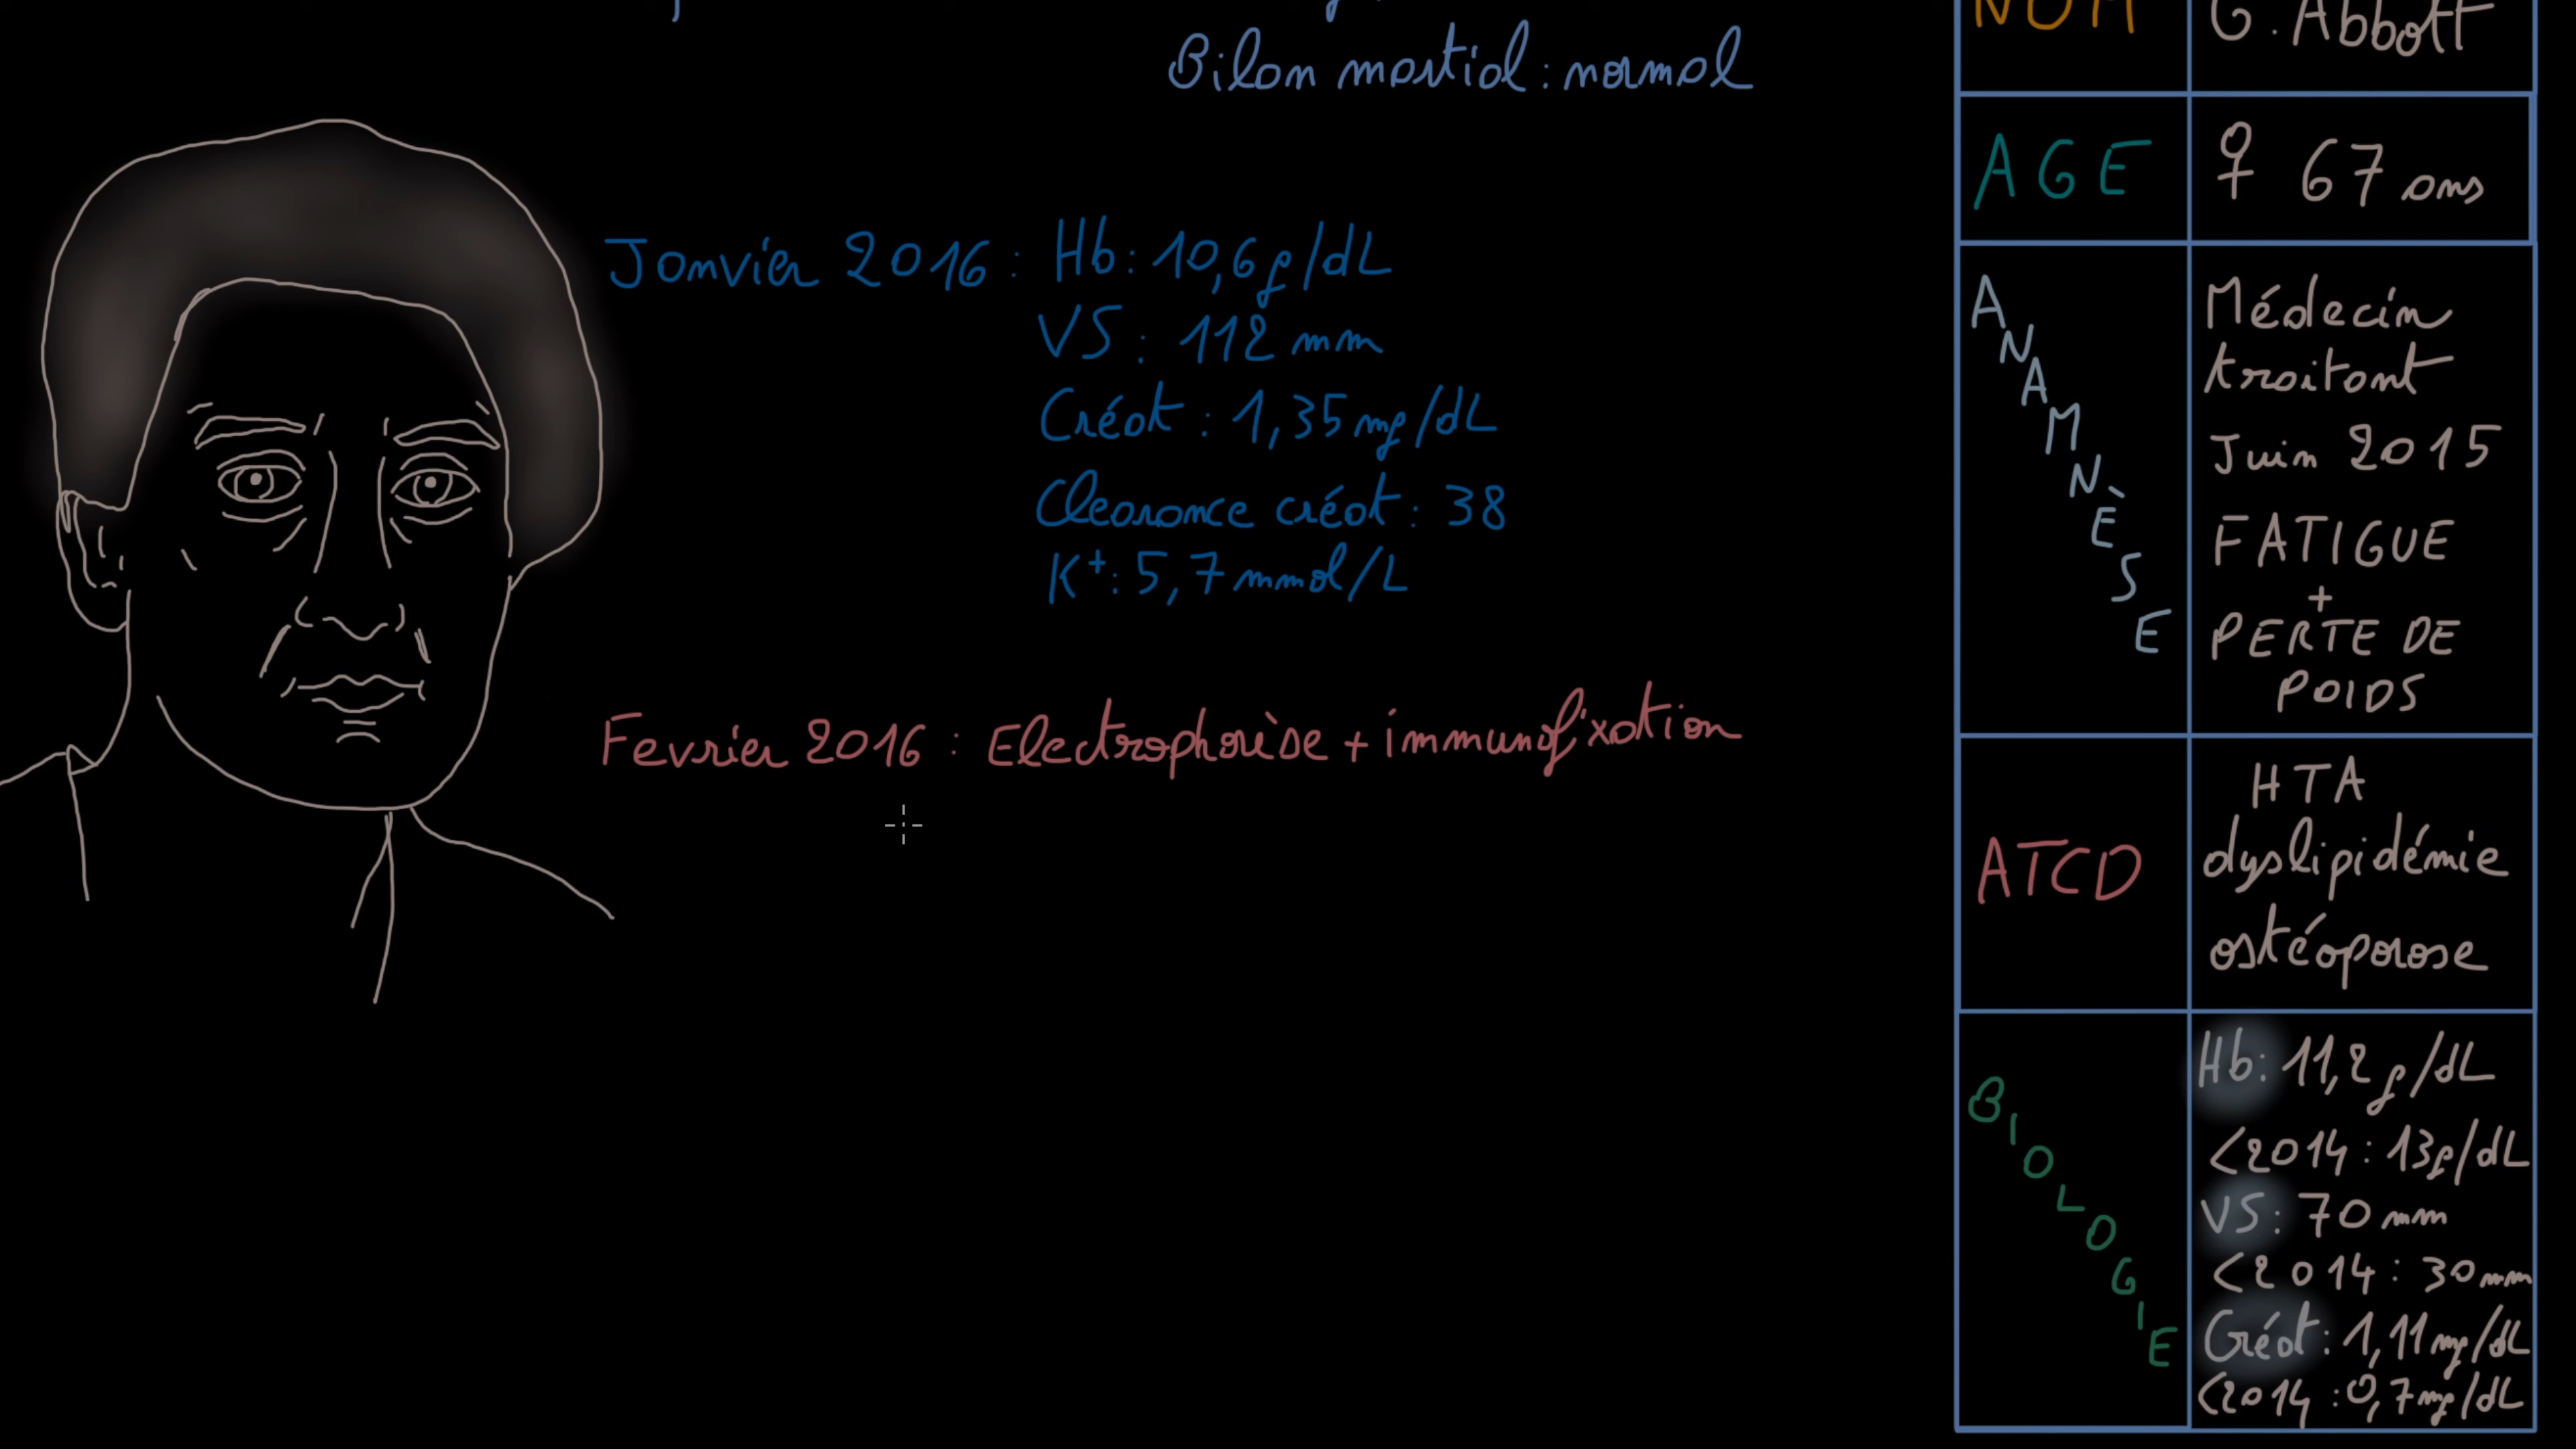 Bilan martial : normal
Janvier 2016 : Hb : 10,6 g/dL
VS : 112 mm
Créat : 1,35 mg/dL
Clearance créat : 38
K+ : 5,7 mmol/L
Fevrier 2016 : Electrophorèse + immunofixation
NOM
G. Abbott
AGE
♀ 67 ans
ANAMNÈSE
Médecin
traitant
Juin 2015
FATIGUE
+
PERTE DE
POIDS
ATCD
HTA
dyslipidémie
ostéoporose
BIOLOGIE
Hb : 11,2 g/dL
<2014 : 13g/dL
VS : 70 mm
<2014 : 30mm
Créat : 1,11 mg/dL
<2014 : 0,7 mg/dL